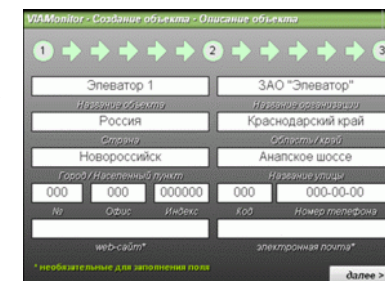 VIAMonitor - Создание объекта - Описание объекта
1 2 3
Элеватор 1 ЗАО "Элеватор"
Название объекта Название организации
Россия Краснодарский край
Страна Область / край
Новороссийск Анапское шоссе
Город / Населенный пункт Название улицы
000 000 000000 000 000-00-00
№ Офис Индекс Код Номер телефона
web-сайт* электронная почта*
* необязательные для заполнения поля
далее >